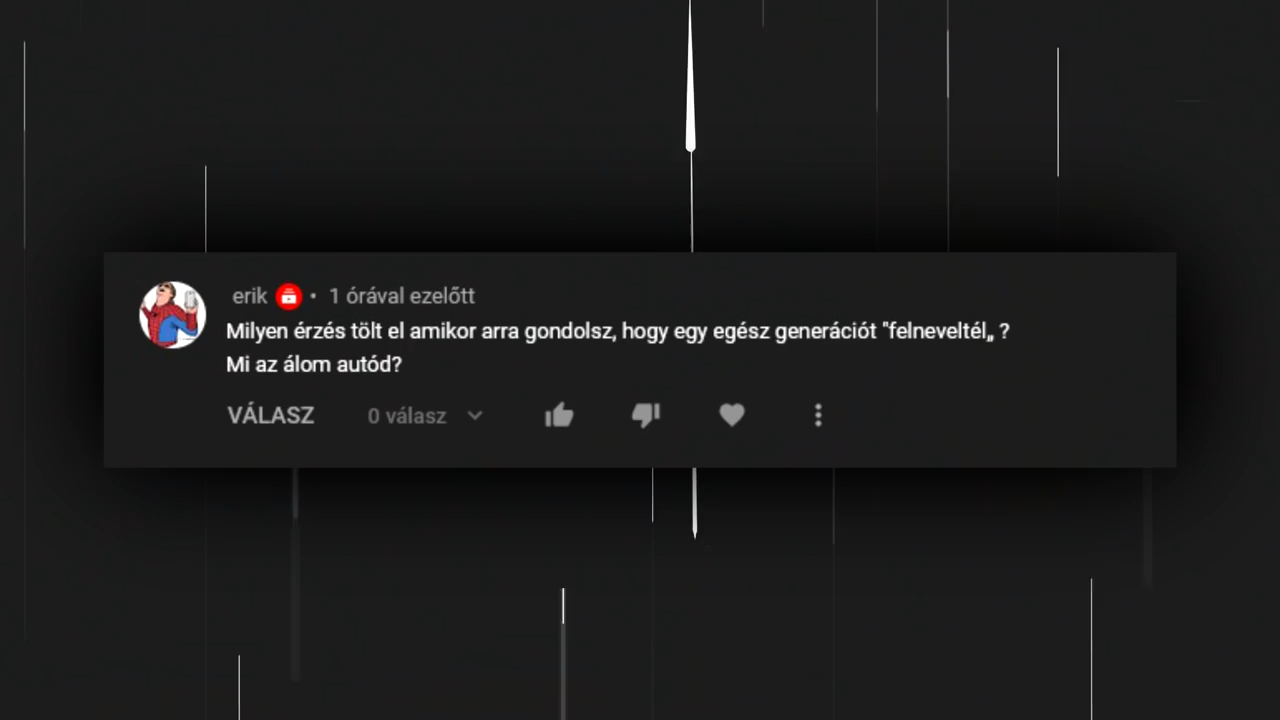 erik • 1 órával ezelőtt
Milyen érzés tölt el amikor arra gondolsz, hogy egy egész generációt "felneveltél„ ?
Mi az álom autód?
VÁLASZ 0 válasz